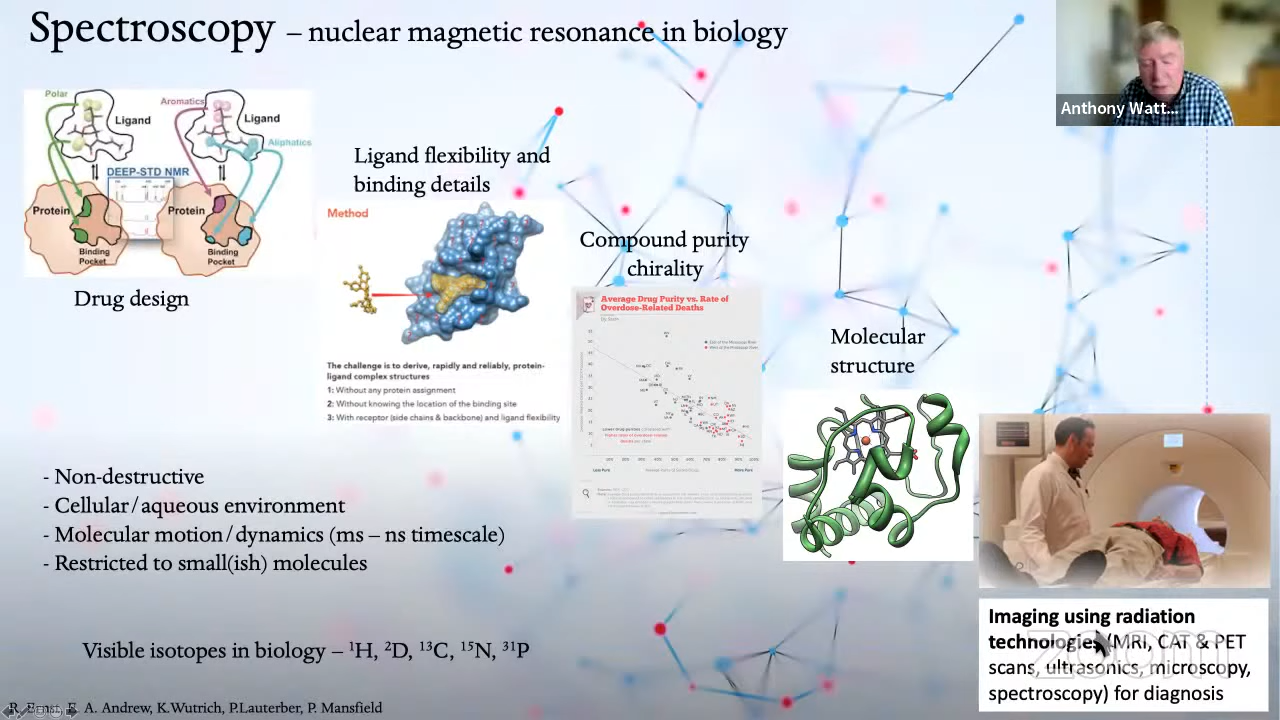 Spectroscopy – nuclear magnetic resonance in biology
Anthony Watt...
Polar
Ligand
Aromatics
Ligand
Aliphatics
DEEP-STD NMR
Protein
Protein
Binding
Pocket
Binding
Pocket
Drug design
Ligand flexibility and
binding details
Method
The challenge is to derive, rapidly and reliably, protein-
ligand complex structures
1: Without any protein assignment
2: Without knowing the location of the binding site
3: With receptor (side chains & backbone) and ligand flexibility
Compound purity
chirality
Average Drug Purity vs. Rate of
Overdose-Related Deaths
Less Pure
More Pure
Molecular
structure
- Non-destructive
- Cellular/aqueous environment
- Molecular motion/dynamics (ms – ns timescale)
- Restricted to small(ish) molecules
Visible isotopes in biology – ¹H, ²D, ¹³C, ¹⁵N, ³¹P
Imaging using radiation
technologies (MRI, CAT & PET
scans, ultrasonics, microscopy,
spectroscopy) for diagnosis
zoom
A. Andrew, K.Wutrich, P.Lauterber, P. Mansfield